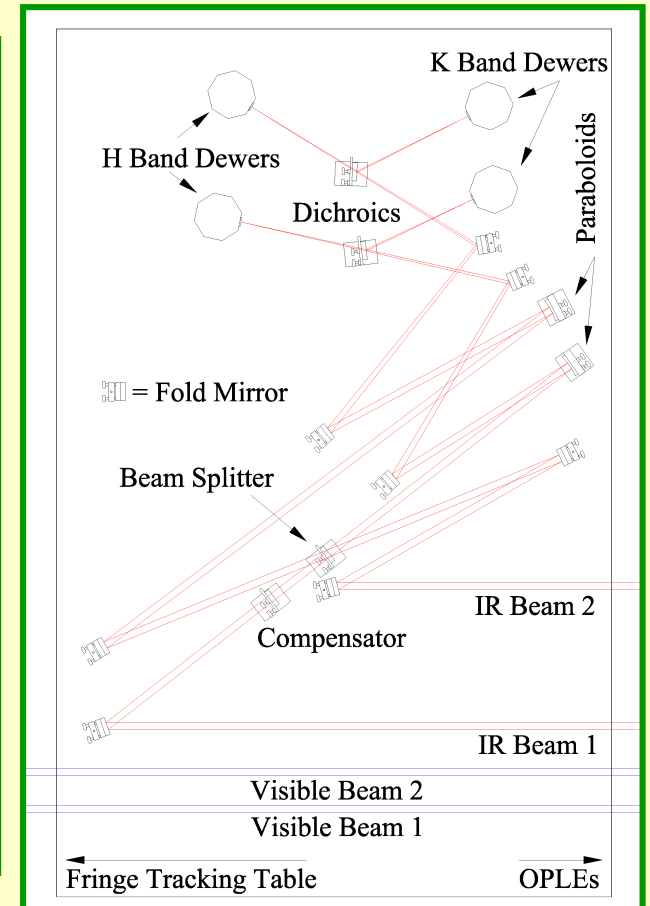 K Band Dewers
Paraboloids
H Band Dewers
Dichroics
= Fold Mirror
Beam Splitter
IR Beam 2
Compensator
IR Beam 1
Visible Beam 2
Visible Beam 1
Fringe Tracking Table
OPLEs